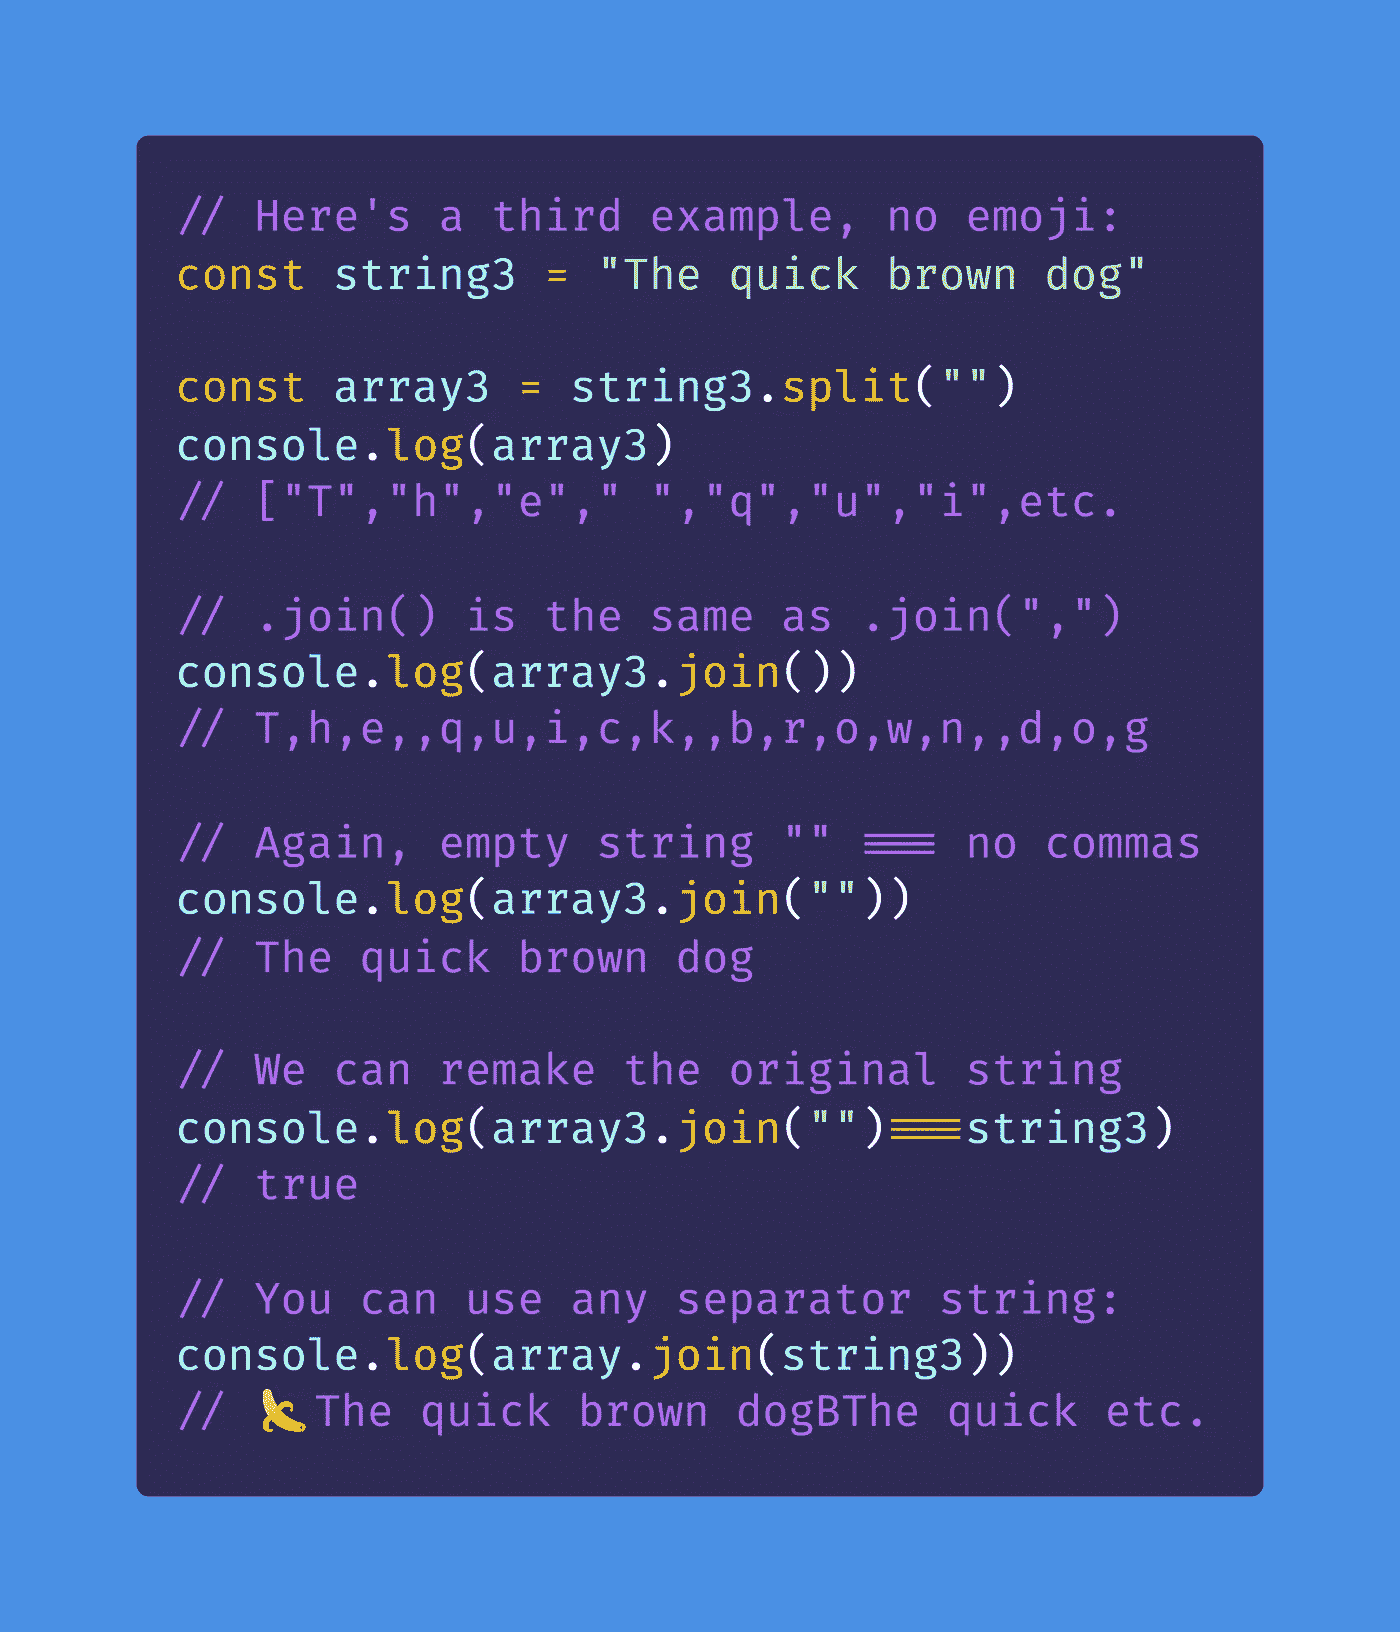 // Here's a third example, no emoji:
const string3 = "The quick brown dog"
const array3 = string3.split("")
console.log(array3)
// ["T","h","e"," ","q","u","i",etc.
// .join() is the same as .join(",")
console.log(array3.join())
// T,h,e,,q,u,i,c,k,,b,r,o,w,n,,d,o,g
// Again, empty string "" === no commas
console.log(array3.join(""))
// The quick brown dog
// We can remake the original string
console.log(array3.join("")===string3)
// true
// You can use any separator string:
console.log(array.join(string3))
// 🍌The quick brown dogBThe quick etc.